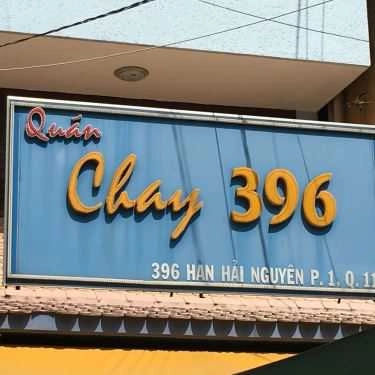 Quán
Chay 396
396 HÀN HẢI NGUYÊN P. 1, Q. 11